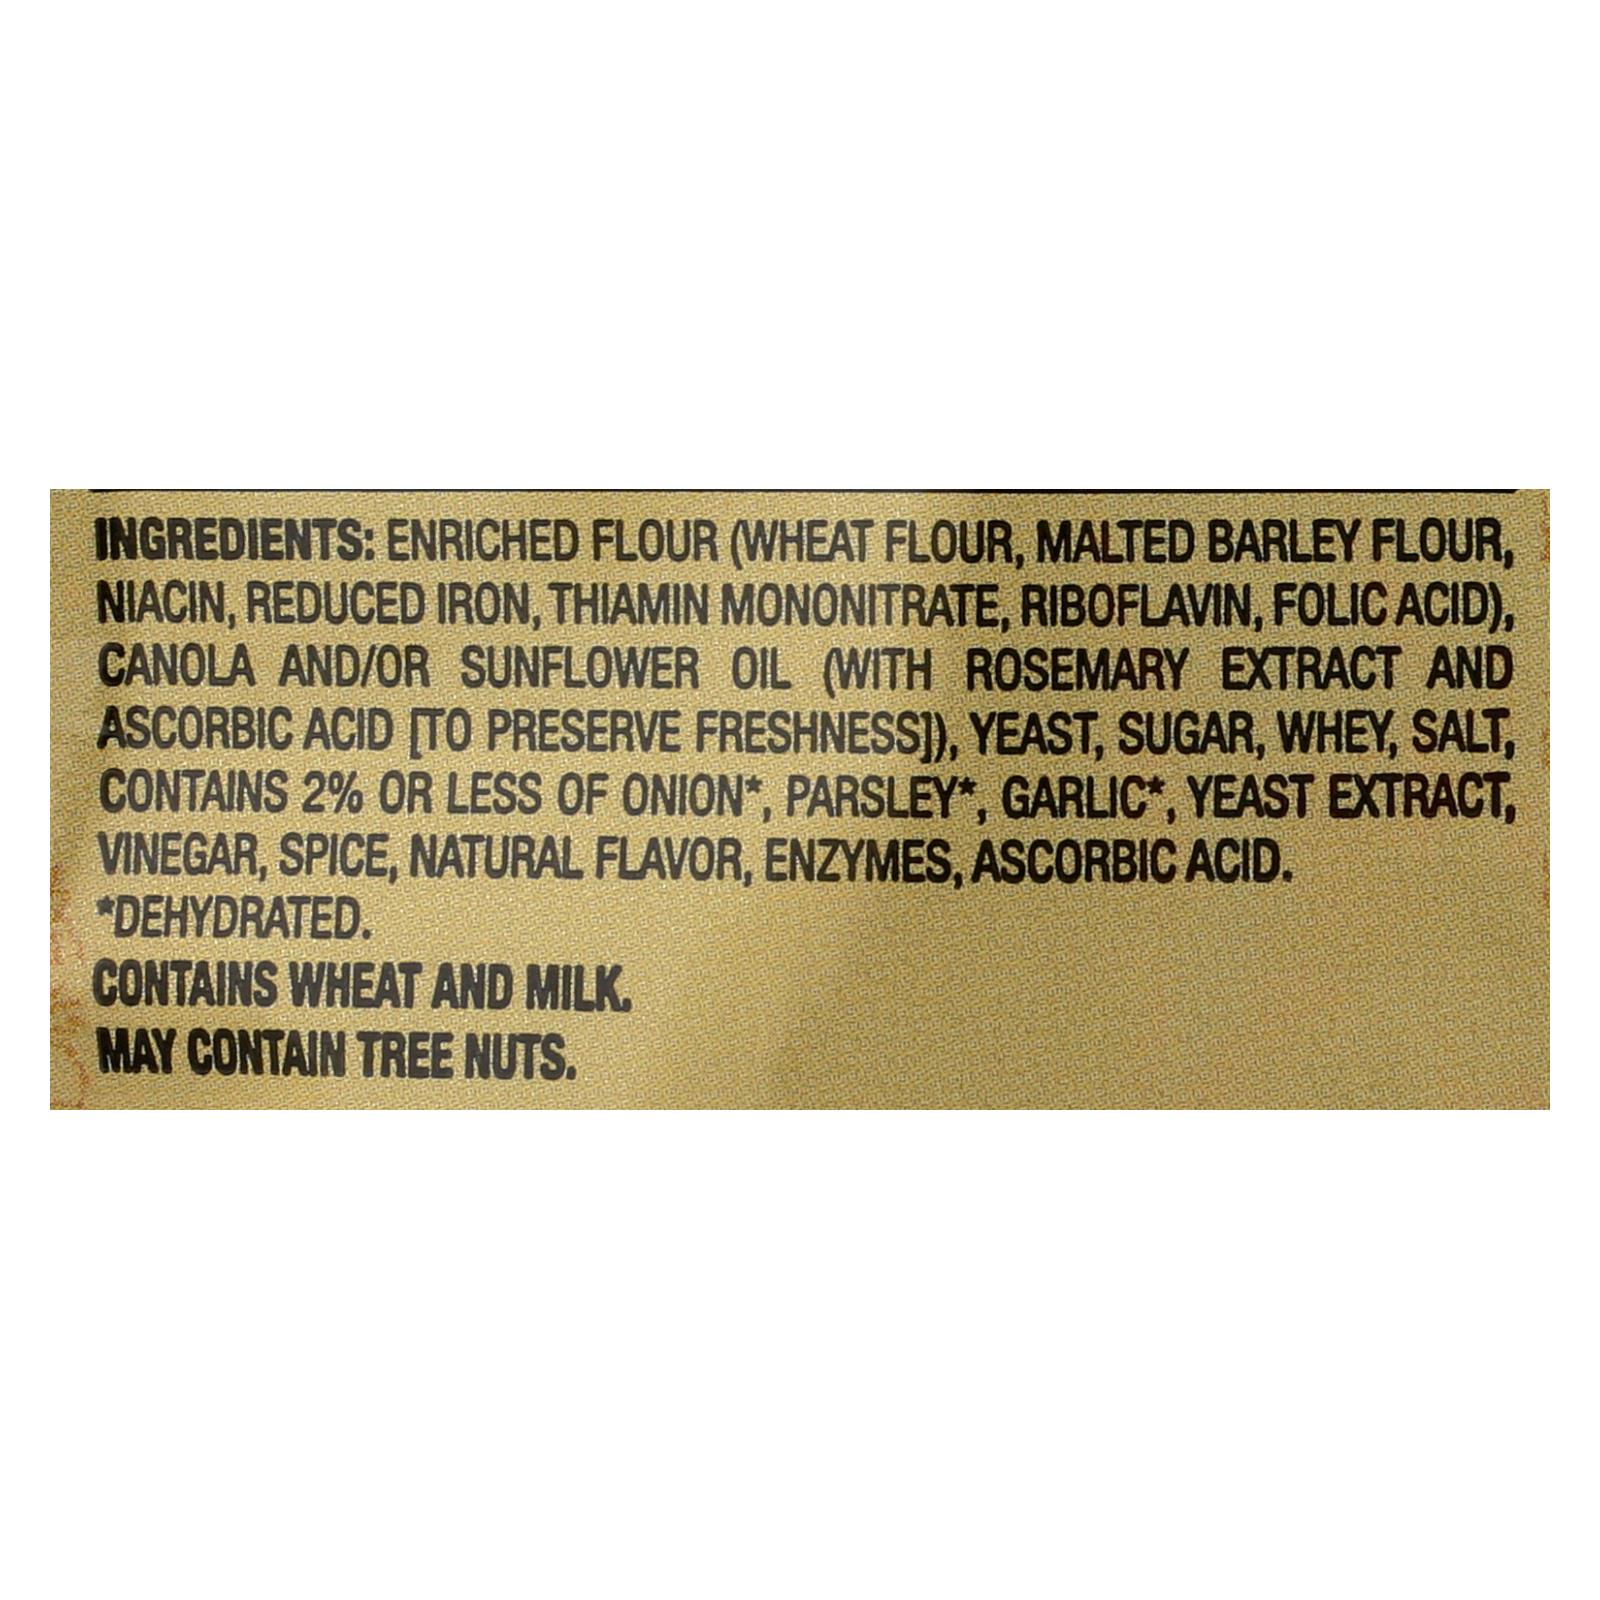 INGREDIENTS: ENRICHED FLOUR (WHEAT FLOUR, MALTED BARLEY FLOUR,
NIACIN, REDUCED IRON, THIAMIN MONONITRATE, RIBOFLAVIN, FOLIC ACID),
CANOLA AND/OR SUNFLOWER OIL (WITH ROSEMARY EXTRACT AND
ASCORBIC ACID [TO PRESERVE FRESHNESS]), YEAST, SUGAR, WHEY, SALT,
CONTAINS 2% OR LESS OF ONION*, PARSLEY*, GARLIC*, YEAST EXTRACT,
VINEGAR, SPICE, NATURAL FLAVOR, ENZYMES, ASCORBIC ACID.
*DEHYDRATED.
CONTAINS WHEAT AND MILK.
MAY CONTAIN TREE NUTS.